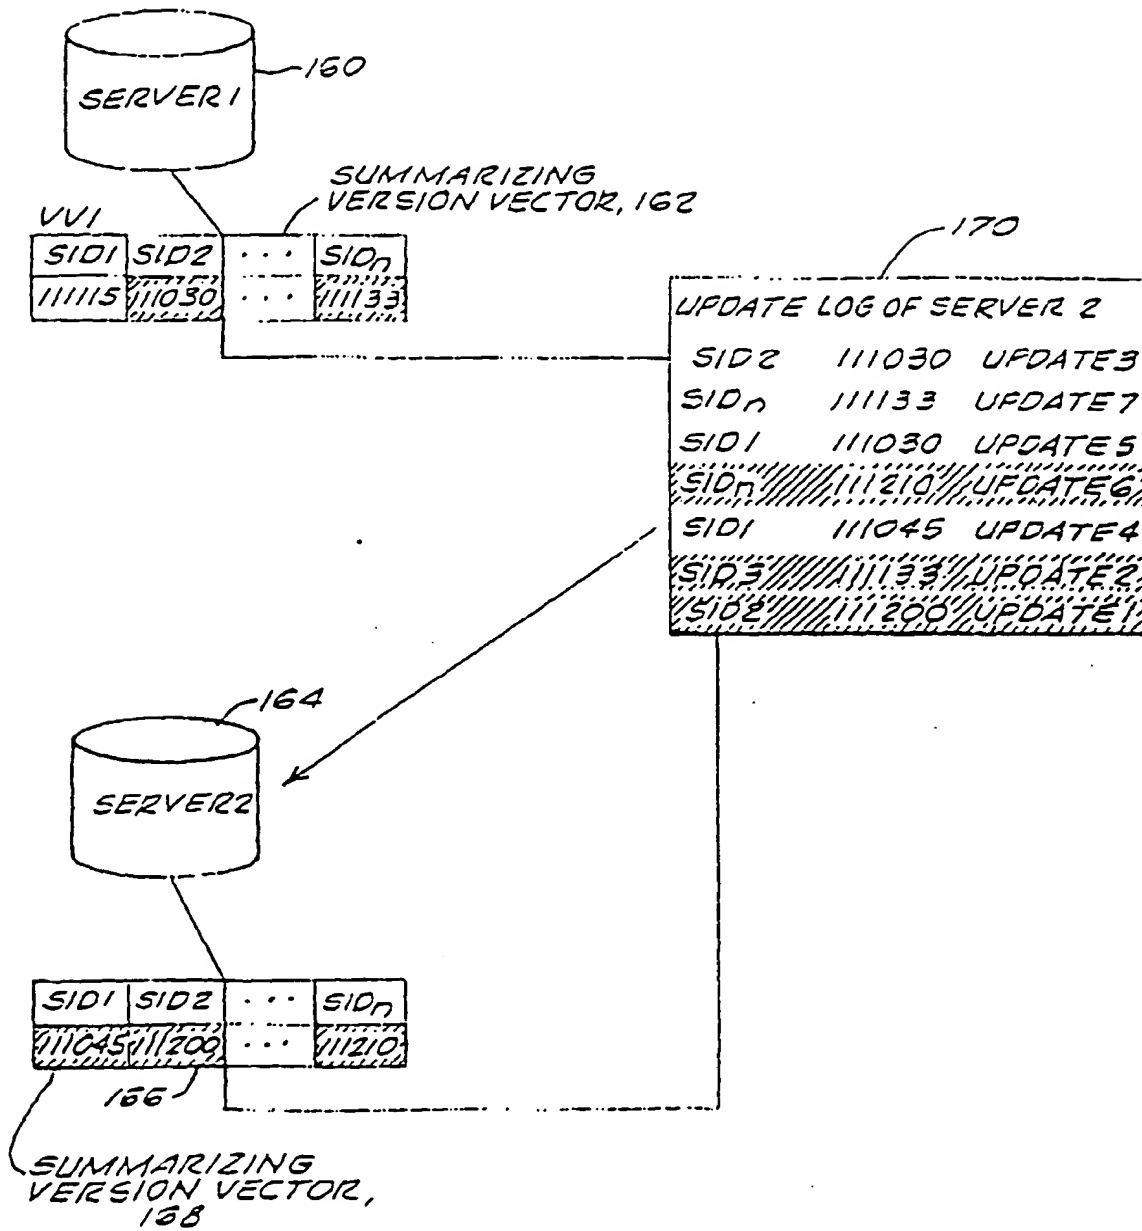 160
SERVER 1
SUMMARIZING
VERSION VECTOR, 162
VV1
SID1 SID2 ... SIDn
111115 111030 ... 111133
170
UPDATE LOG OF SERVER 2
SID2 111030 UPDATE3
SIDn 111133 UPDATE7
SID1 111030 UPDATE5
SIDn 111210 UPDATE6
SID1 111045 UPDATE4
SID3 111133 UPDATE2
SID2 111200 UPDATE1
164
SERVER2
SID1 SID2 ... SIDn
111045 111200 ... 111210
166
SUMMARIZING
VERSION VECTOR,
168